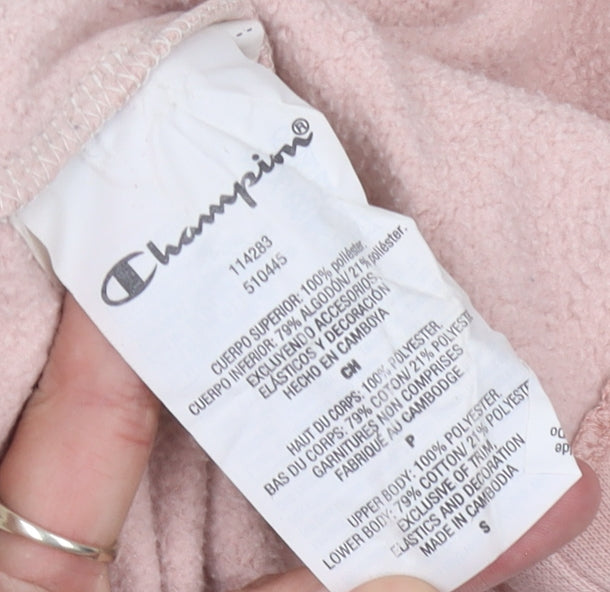 Champion®
114283
510445
CUERPO SUPERIOR: 100% poliéster.
CUERPO INFERIOR: 79% ALGODÓN/ 21% poliéster.
EXCLUYENDO ACCESORIOS
ELÁSTICOS Y DECORACIÓN
HECHO EN CAMBOYA
CH
HAUT DU CORPS: 100% POLYESTER.
BAS DU CORPS: 79% COTON/ 21% POLYEST
GARNITURES NON COMPRISES
FABRIQUÉ AU CAMBODGE
P
UPPER BODY: 100% POLYESTER.
LOWER BODY: 79% COTTON/ 21% POLYEST
EXCLUSIVE OF TRIM,
ELASTICS AND DECORATION
MADE IN CAMBODIA
S